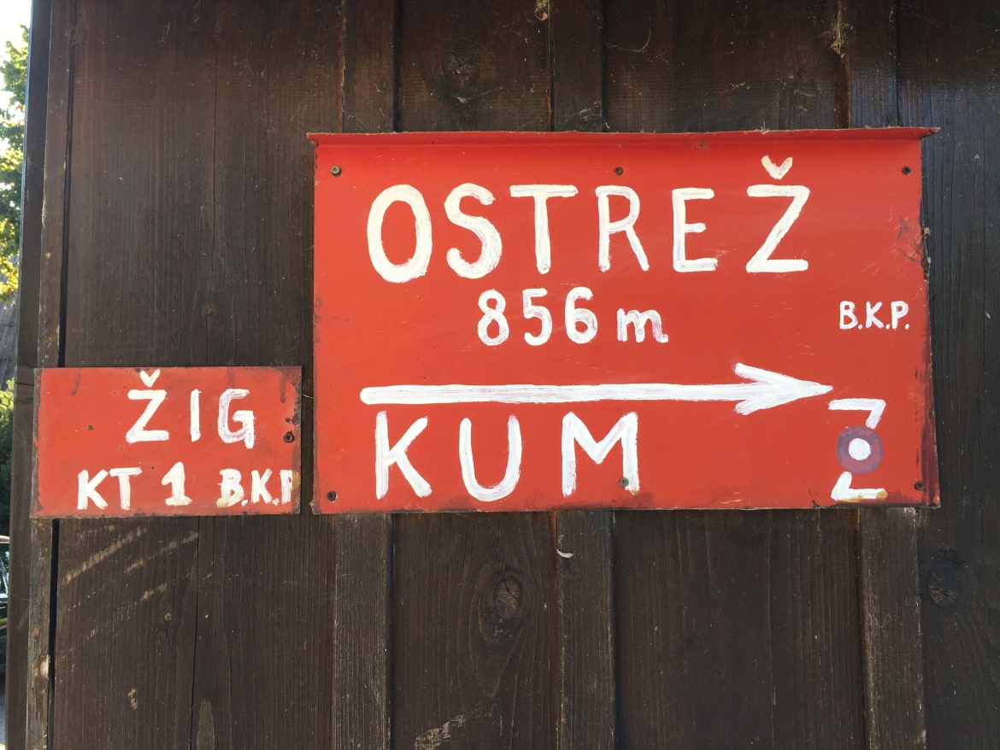 OSTREŽ
856 m
B.K.P.
KUM
Z
ŽIG
KT 1 B.K.P